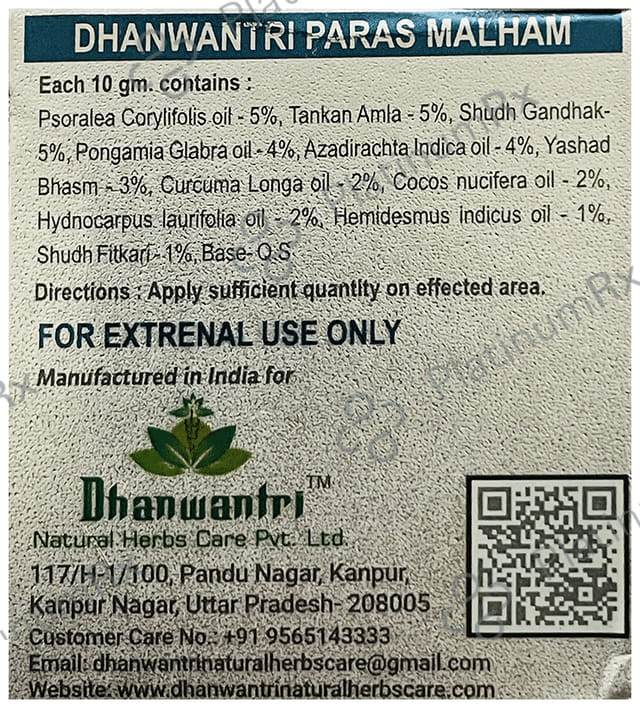 DHANWANTRI PARAS MALHAM
Each 10 gm. contains :
Psoralea Corylifolis oil - 5%, Tankan Amla - 5%, Shudh Gandhak-
5%, Pongamia Glabra oil - 4%, Azadirachta Indica oil - 4%, Yashad
Bhasm - 3%, Curcuma Longa oil - 2%, Cocos nucifera oil - 2%,
Hydnocarpus laurifolia oil - 2%, Hemidesmus indicus oil - 1%,
Shudh Fitkari - 1%, Base- Q.S
Directions : Apply sufficient quantity on effected area.
FOR EXTRENAL USE ONLY
Manufactured in India for
Dhanwantri™
Natural Herbs Care Pvt. Ltd.
117/H-1/100, Pandu Nagar, Kanpur,
Kanpur Nagar, Uttar Pradesh- 208005
Customer Care No.: +91 9565143333
Email: dhanwantrinaturalherbscare@gmail.com
Website: www.dhanwantrinaturalherbscare.com
PlatinumRx
PlatinumRx